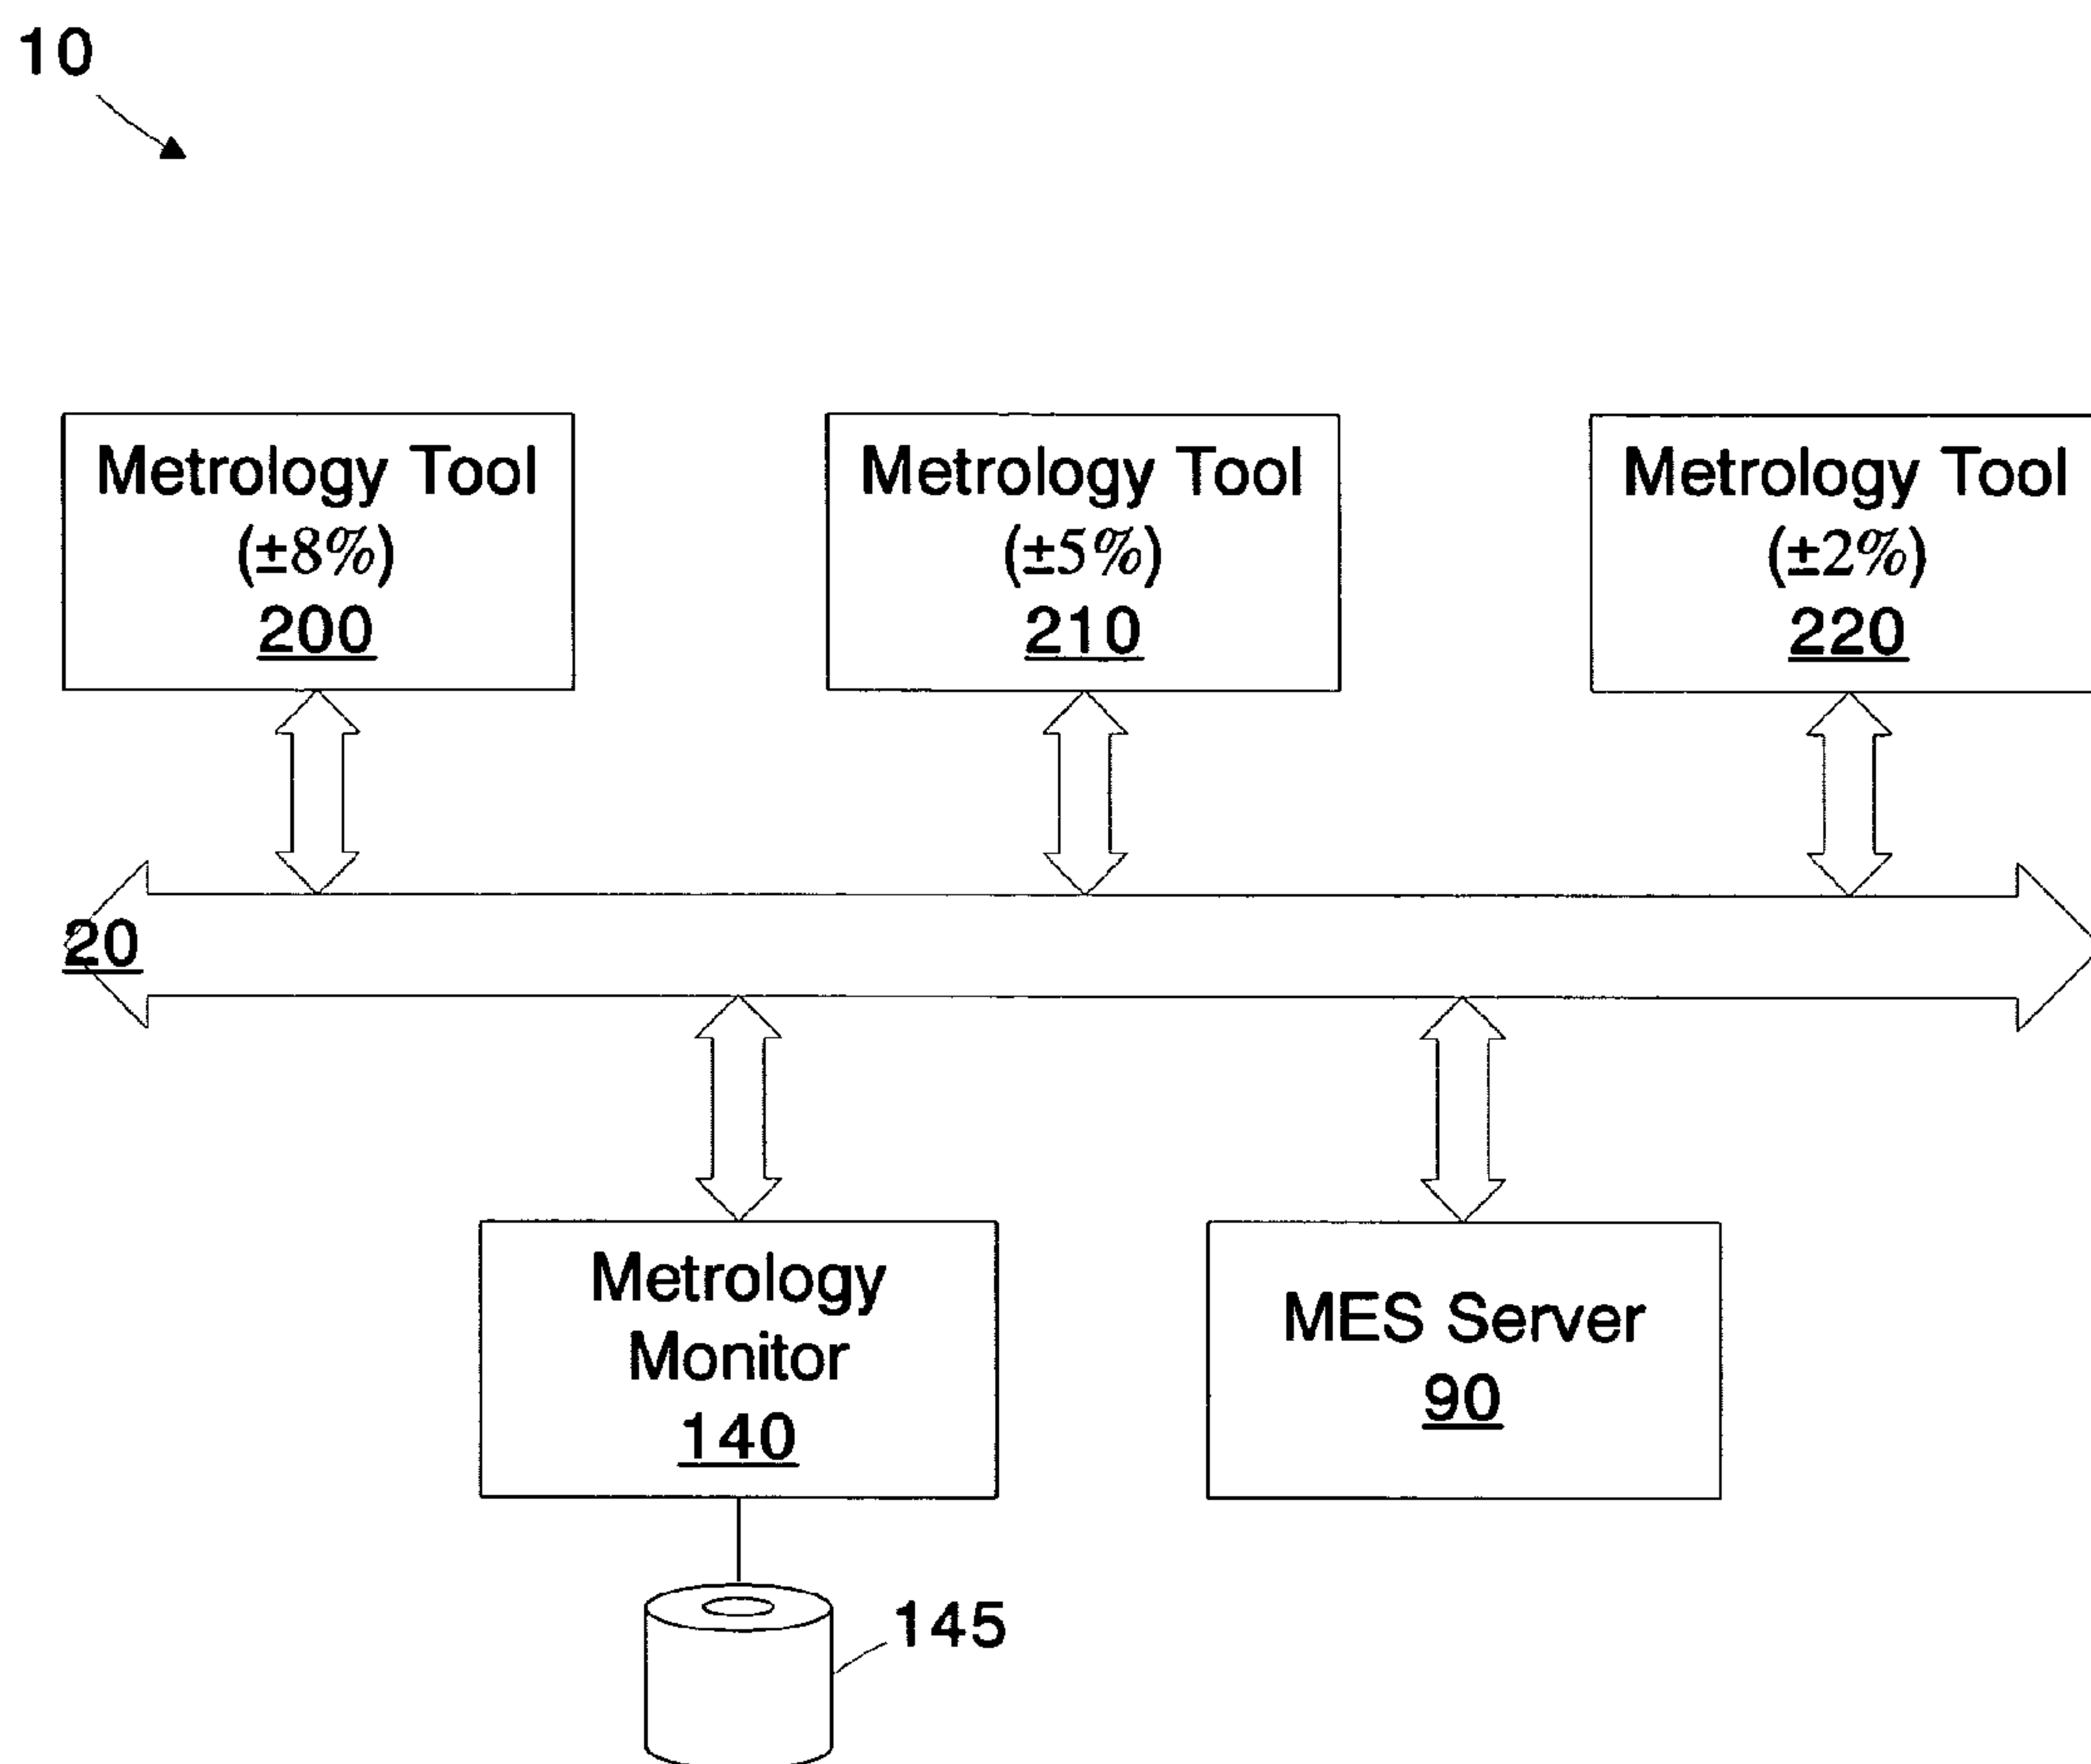 10
Metrology Tool
(±8%)
200
Metrology Tool
(±5%)
210
Metrology Tool
(±2%)
220
20
Metrology
Monitor
140
MES Server
90
145